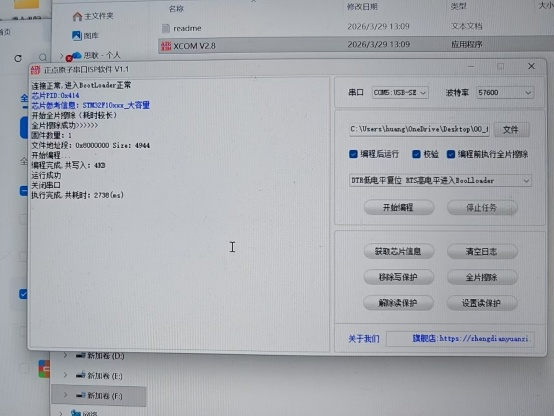 名称
修改日期
类型
大小
主文件夹
readme
2026/3/29 13:09
文本文档
图库
XCOM V2.8
2026/3/29 13:09
应用程序
思耿 - 个人
正点原子串口ISP软件 V1.1
连接正常,进入BootLoader正常
芯片PID:0x414
芯片参考信息: STM32F10xxx_大容量
开始全片擦除（耗时较长）
全片擦除成功>>>>>>
固件数量: 1
文件地址段: 0x8000000 Size: 4944
开始编程...
编程完成,共写入: 4KB
运行成功
关闭串口
执行完成,共耗时: 2738(ms)
串口
COM5:USB-SE
波特率
57600
C:\Users\huang\OneDrive\Desktop\00_
文件
编程后运行
校验
编程前执行全片擦除
DTR低电平复位 RTS高电平进入BooLloader
开始编程
停止任务
获取芯片信息
清空日志
移除写保护
全片擦除
解除读保护
设置读保护
关于我们
旗舰店:https://zhengdianyuanzi
新加卷 (D:)
新加卷 (E:)
新加卷 (F:)
网络